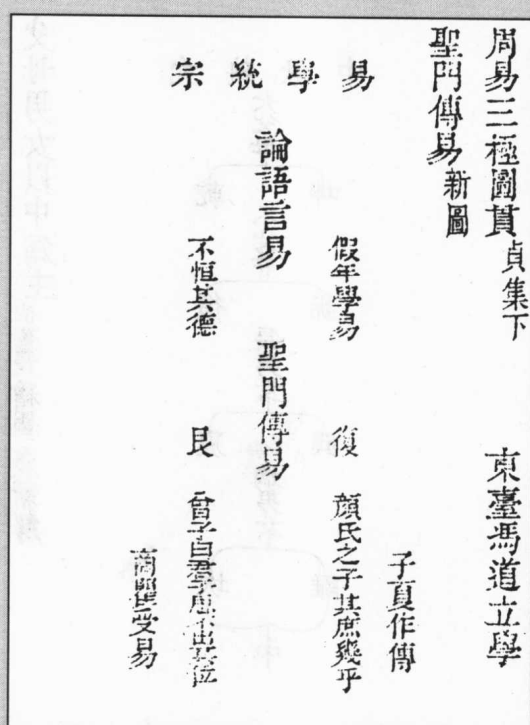 周易三極圖貫 貞集下 東臺馮道立學
聖門傳易 新圖
易學統宗
子夏作傳
假年學易 復 顏氏之子其庶幾乎
論語言易 聖門傳易
不恒其德 艮 曾子曰君子思不出其位
商瞿受易